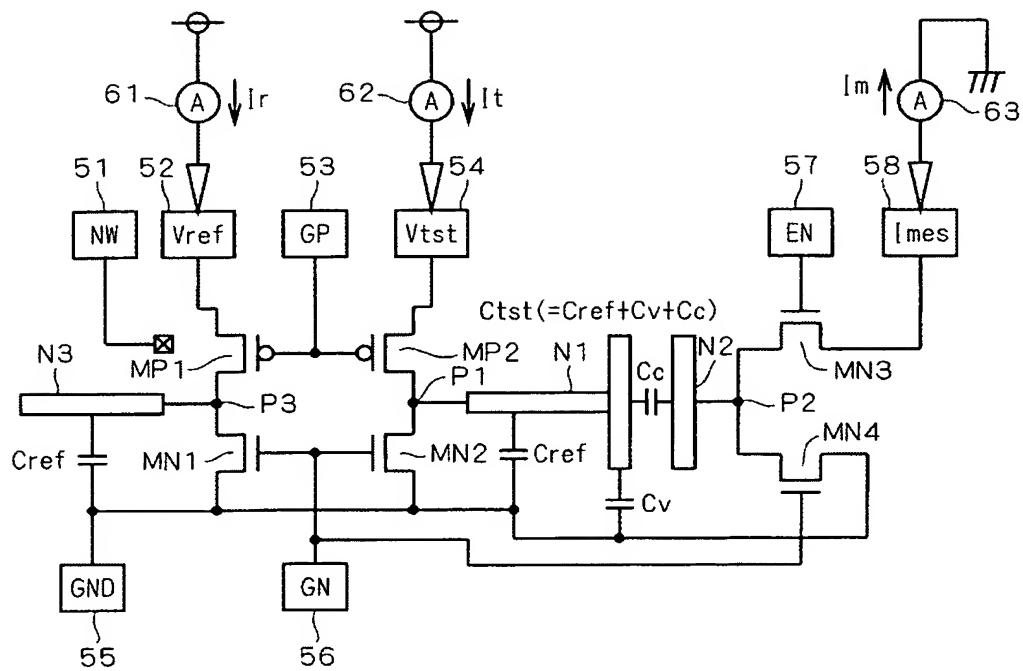 61 A Ir
62 A It
Im A 63
51 52 53 54 57 58
NW Vref GP Vtst EN Imes
Ctst(=Cref+Cv+Cc)
MP1 MP2 MN3
N3 P3 P1 N1 Cc N2 P2
Cref MN1 MN2 Cref Cv MN4
GND GN
55 56